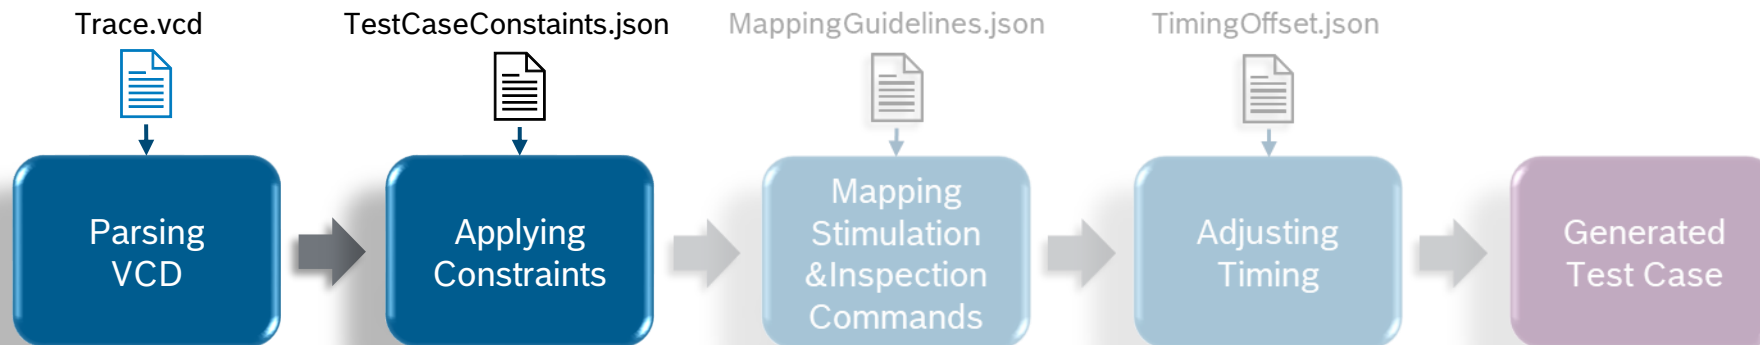 Trace.vcd
TestCaseConstaints.json
MappingGuidelines.json
TimingOffset.json
Parsing
VCD
Applying
Constraints
Mapping
Stimulation
&Inspection
Commands
Adjusting
Timing
Generated
Test Case